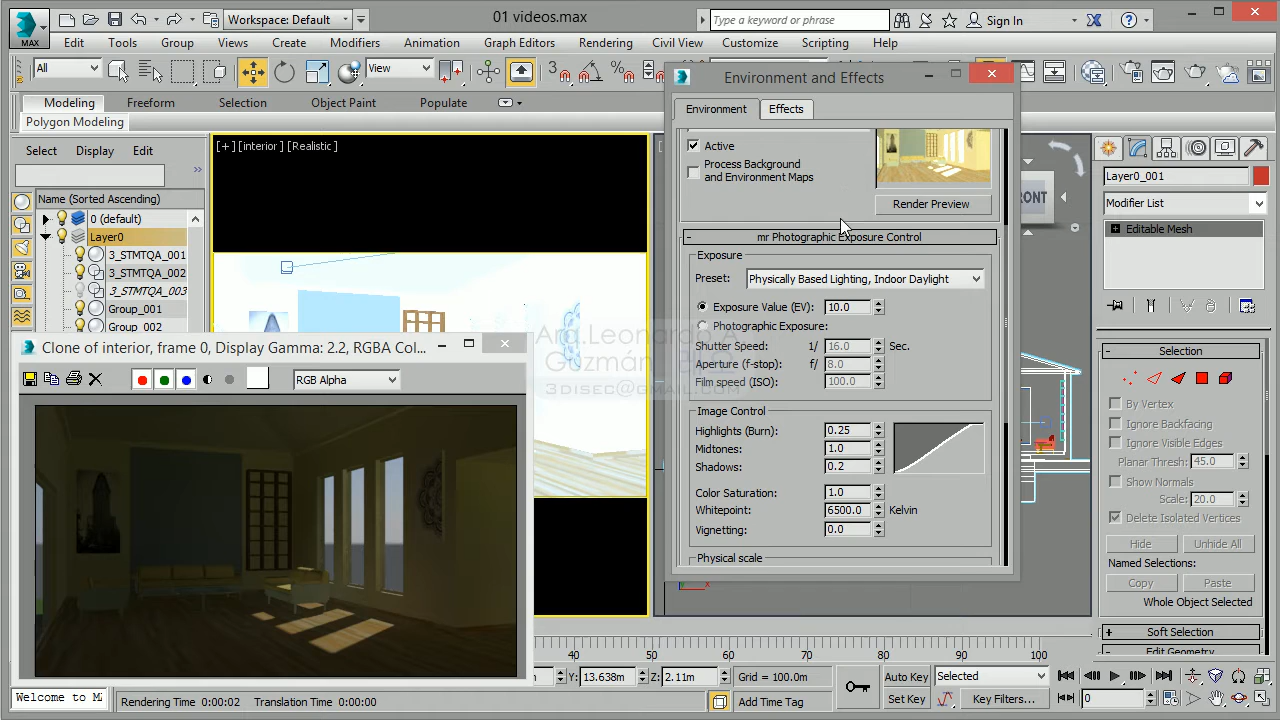 MAX
Workspace: Default
01 videos.max
Type a keyword or phrase
Sign In
Edit
Tools
Group
Views
Create
Modifiers
Animation
Graph Editors
Rendering
Civil View
Customize
Scripting
Help
All
View
3
Modeling
Freeform
Selection
Object Paint
Populate
Polygon Modeling
Select
Display
Edit
Name (Sorted Ascending)
0 (default)
Layer0
3_STMTQA_001
3_STMTQA_002
3_STMTQA_003
Group_001
Group_002
[+] [interior ] [Realistic ]
Environment and Effects
Environment
Effects
Active
Process Background
and Environment Maps
Render Preview
mr Photographic Exposure Control
Exposure
Preset:
Physically Based Lighting, Indoor Daylight
Exposure Value (EV):
10.0
Photographic Exposure:
Shutter Speed:
1/
16.0
Sec.
Aperture (f-stop):
f/
8.0
Film speed (ISO):
100.0
Image Control
Highlights (Burn):
0.25
Midtones:
1.0
Shadows:
0.2
Color Saturation:
1.0
Whitepoint:
6500.0
Kelvin
Vignetting:
0.0
Physical scale
Arq.Leonardo A.
3DISEC@GMAIL.COM
Clone of interior, frame 0, Display Gamma: 2.2, RGBA Col...
RGB Alpha
Layer0_001
Modifier List
Editable Mesh
Selection
By Vertex
Ignore Backfacing
Ignore Visible Edges
Planar Thresh:
45.0
Show Normals
Scale:
20.0
Delete Isolated Vertices
Hide
Unhide All
Named Selections:
Copy
Paste
Whole Object Selected
Soft Selection
Edit Geometry
40
50
60
70
80
90
100
Y:
13.638m
Z:
2.11m
Grid = 100.0m
Add Time Tag
Auto Key
Selected
Set Key
Key Filters...
0
Welcome to M
Rendering Time 0:00:02
Translation Time 0:00:00